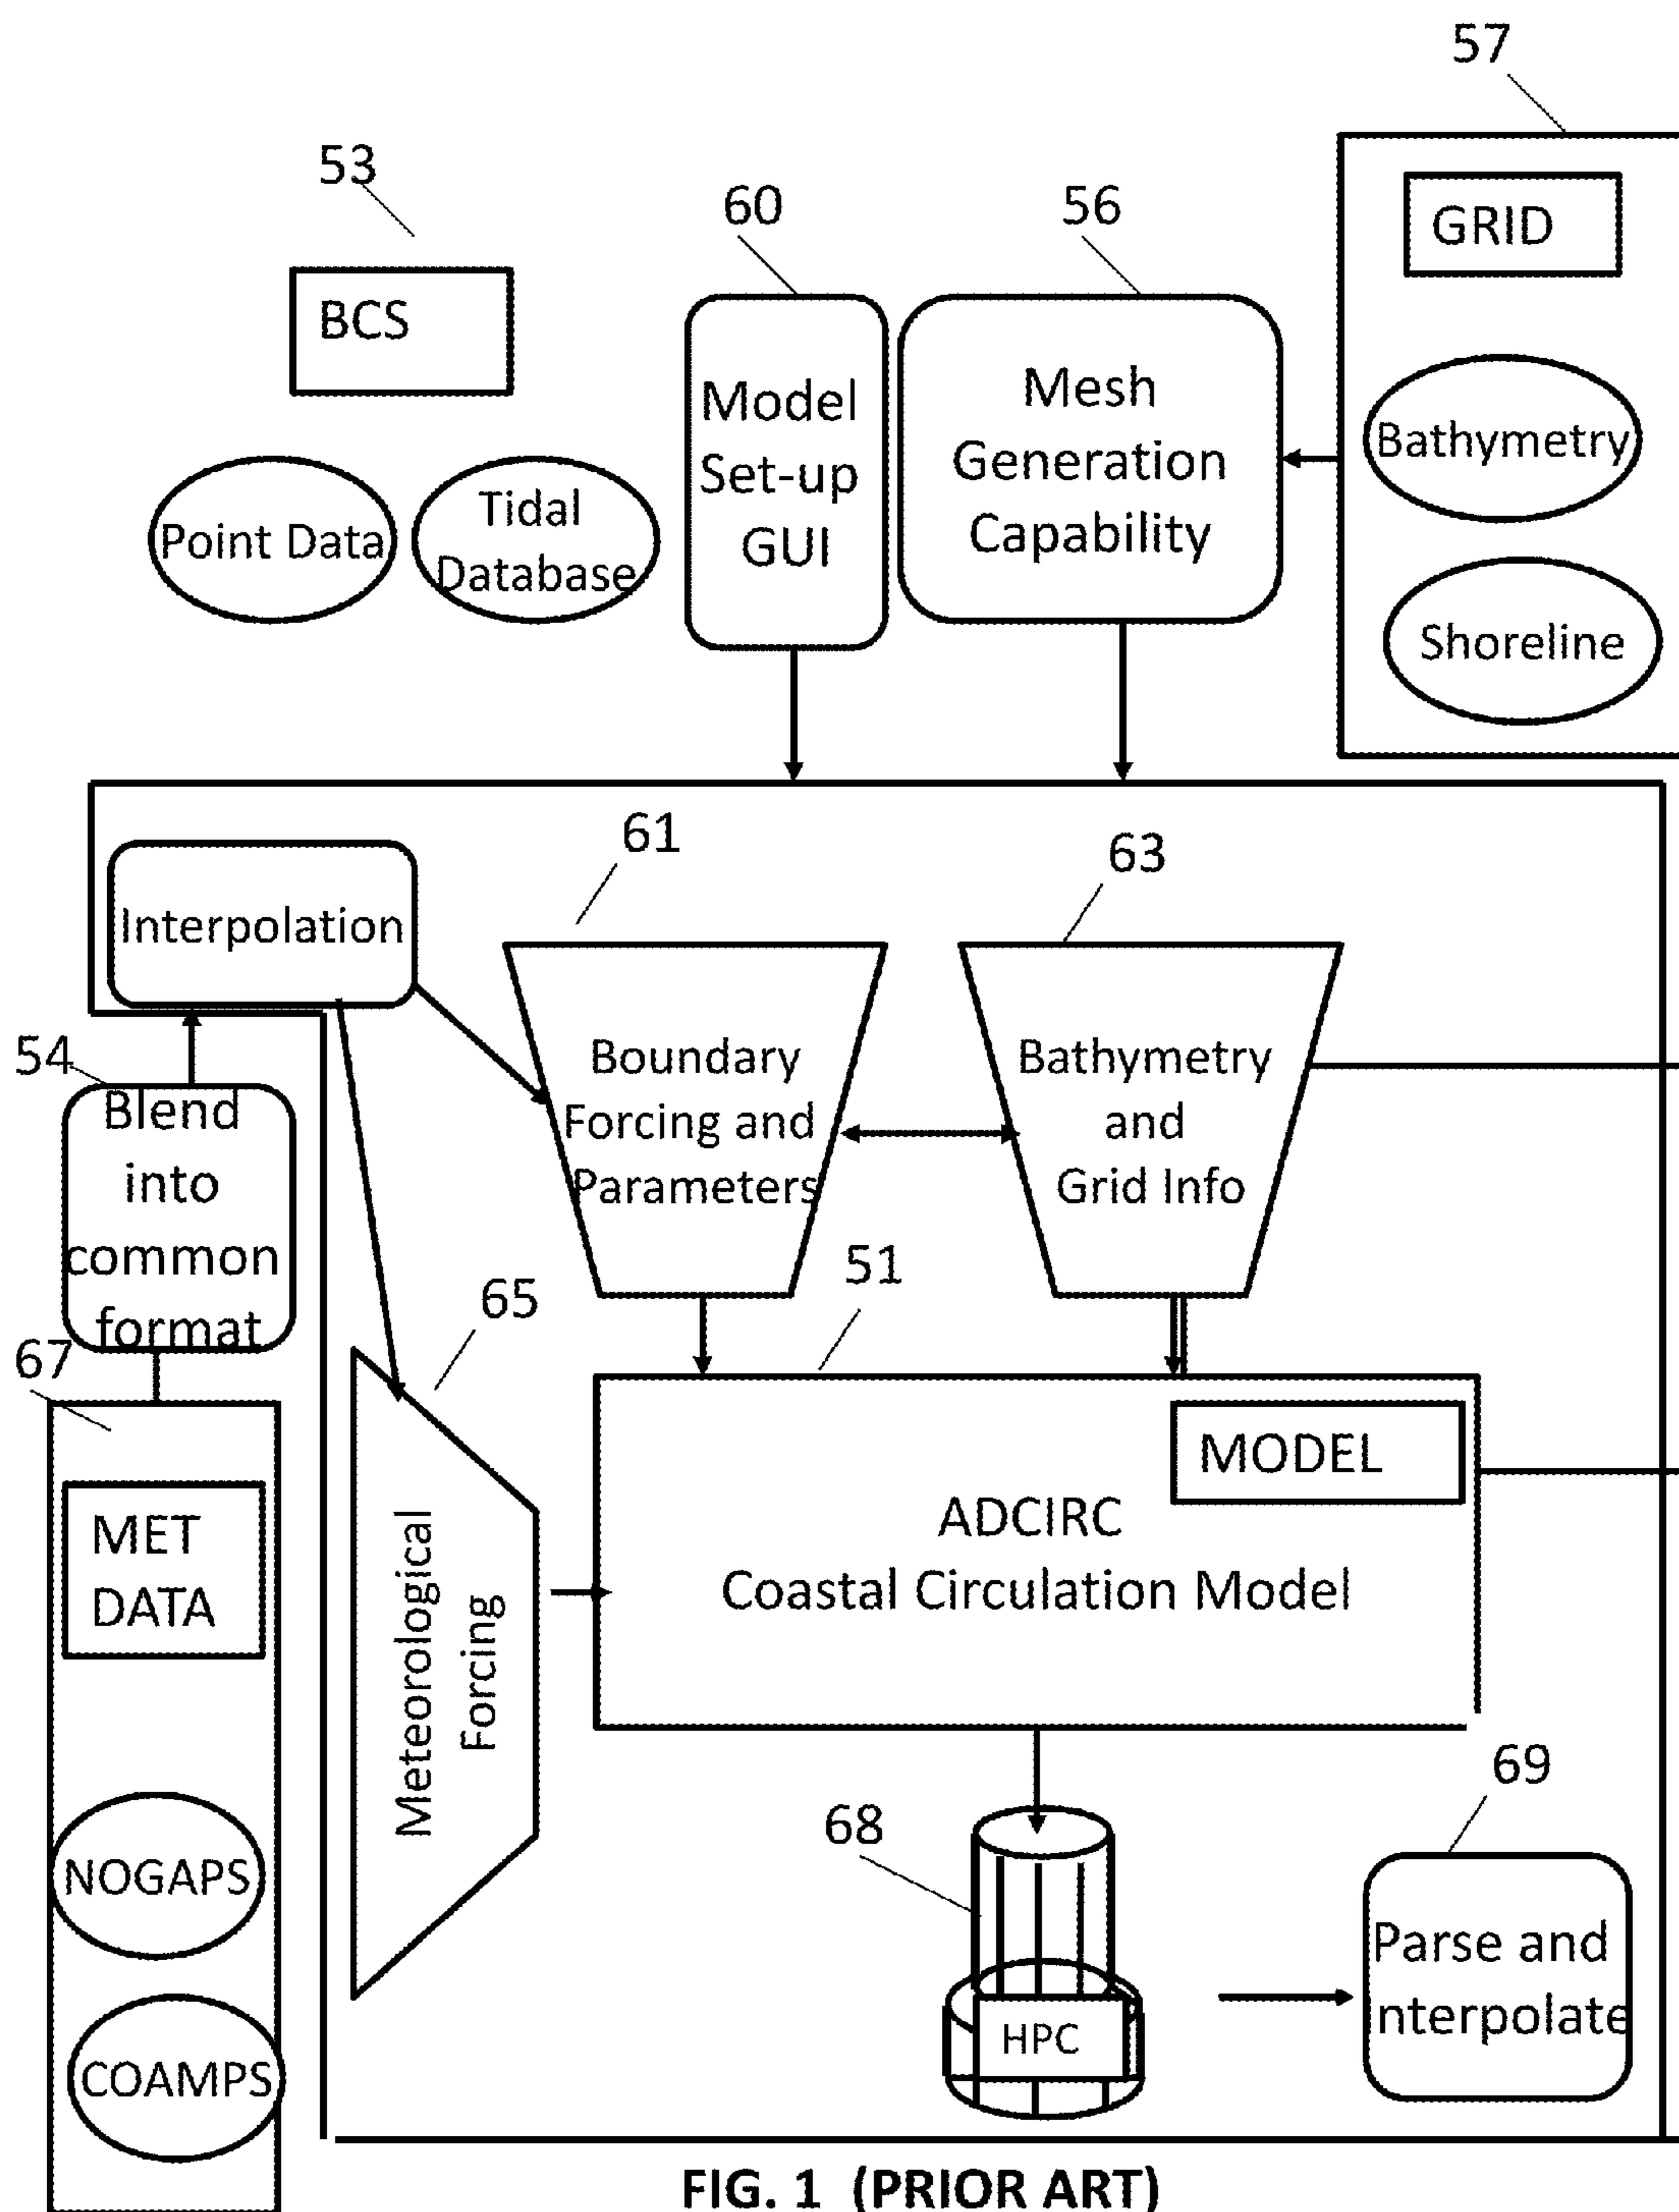 57
53
60
56
GRID
BCS
Model
Set-up
GUI
Mesh
Generation
Capability
Bathymetry
Point Data
Tidal
Database
Shoreline
61
63
Interpolation
54
Boundary
Forcing and
Parameters
Bathymetry
and
Grid Info
Blend
into
common
format
51
65
67
MODEL
MET
DATA
ADCIRC
Coastal Circulation Model
Meteorological
Forcing
69
68
NOGAPS
Parse and
nterpolate
HPC
COAMPS
FIG. 1 (PRIOR ART)